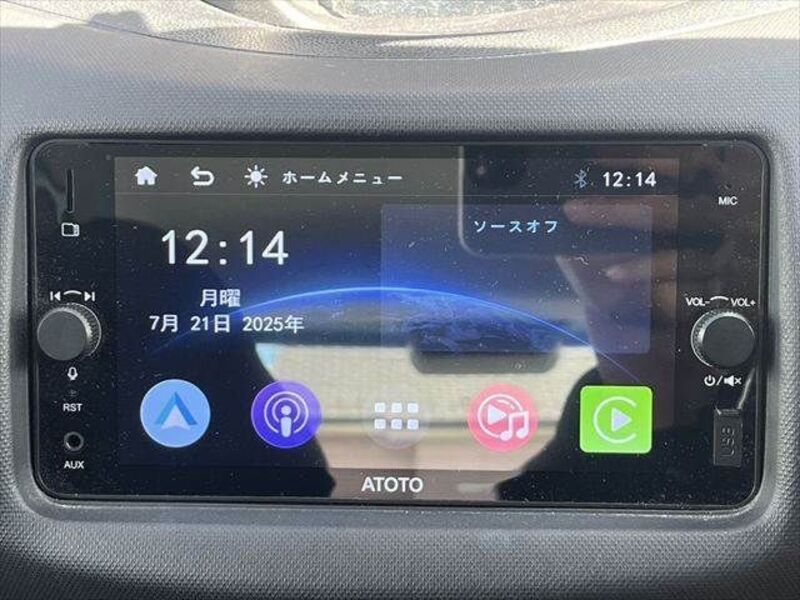 ホームメニュー
12:14
MIC
12:14
ソースオフ
月曜
7月 21日 2025年
VOL- VOL+
RST
AUX
USB
ATOTO